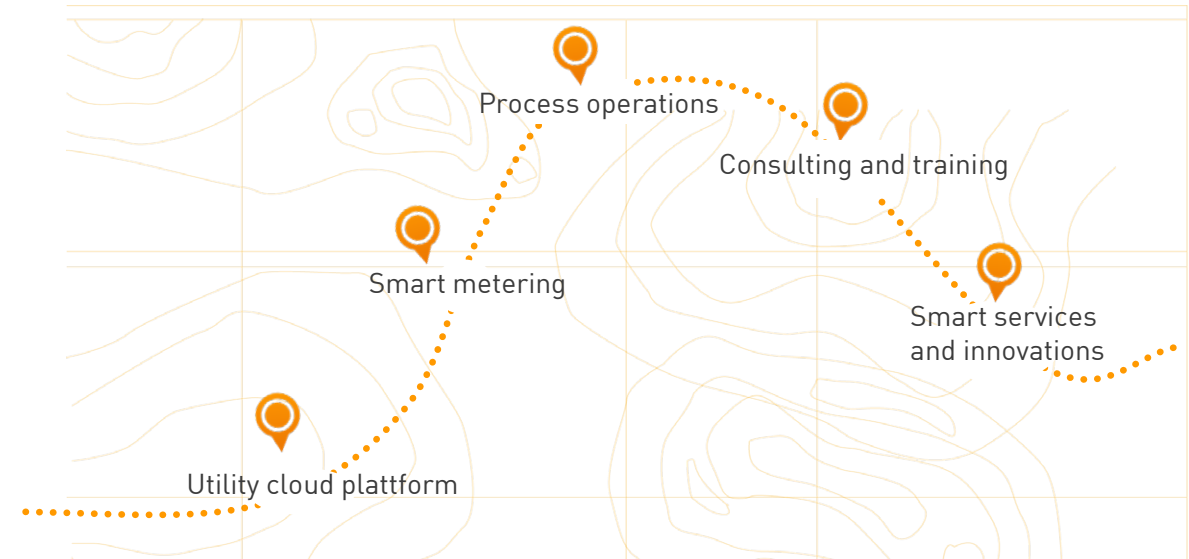 Process operations
Consulting and training
Smart metering
Smart services
and innovations
Utility cloud plattform